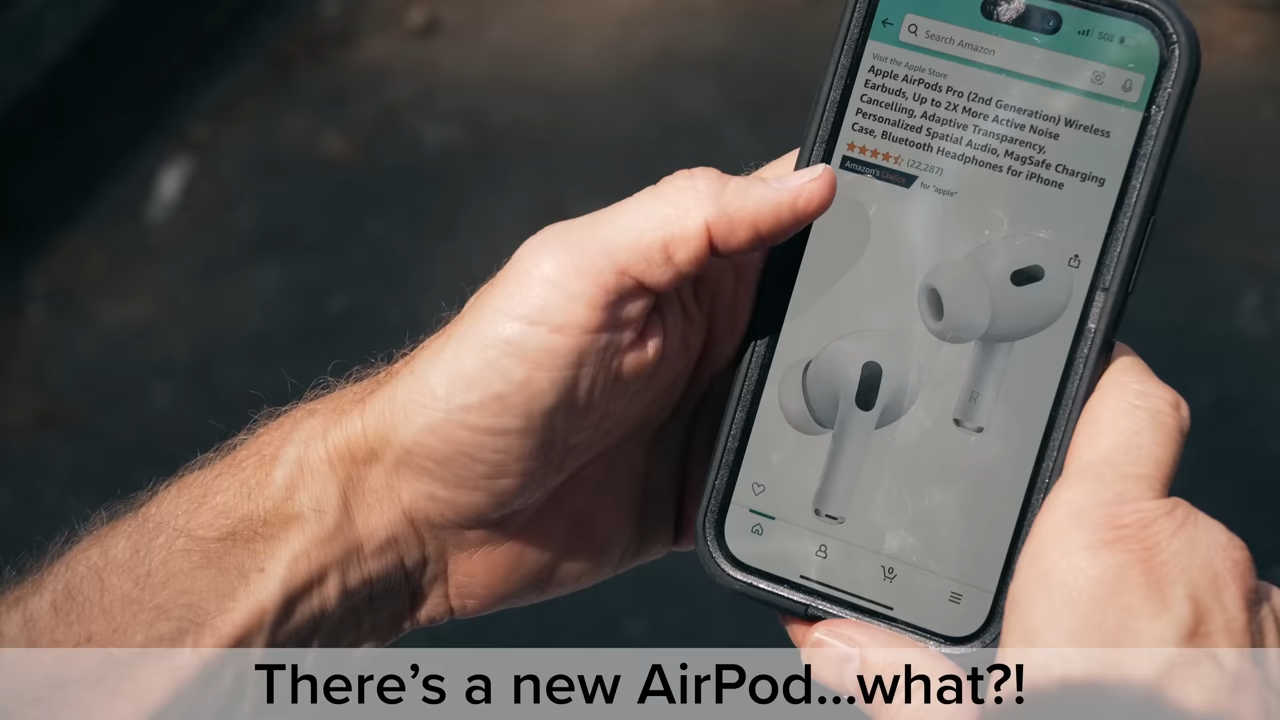 5G
Search Amazon
Visit the Apple Store
Apple AirPods Pro (2nd Generation) Wireless
Earbuds, Up to 2X More Active Noise
Cancelling, Adaptive Transparency,
Personalized Spatial Audio, MagSafe Charging
Case, Bluetooth Headphones for iPhone
(22,287)
Amazon's Choice for "apple"
R
0
There’s a new AirPod...what?!